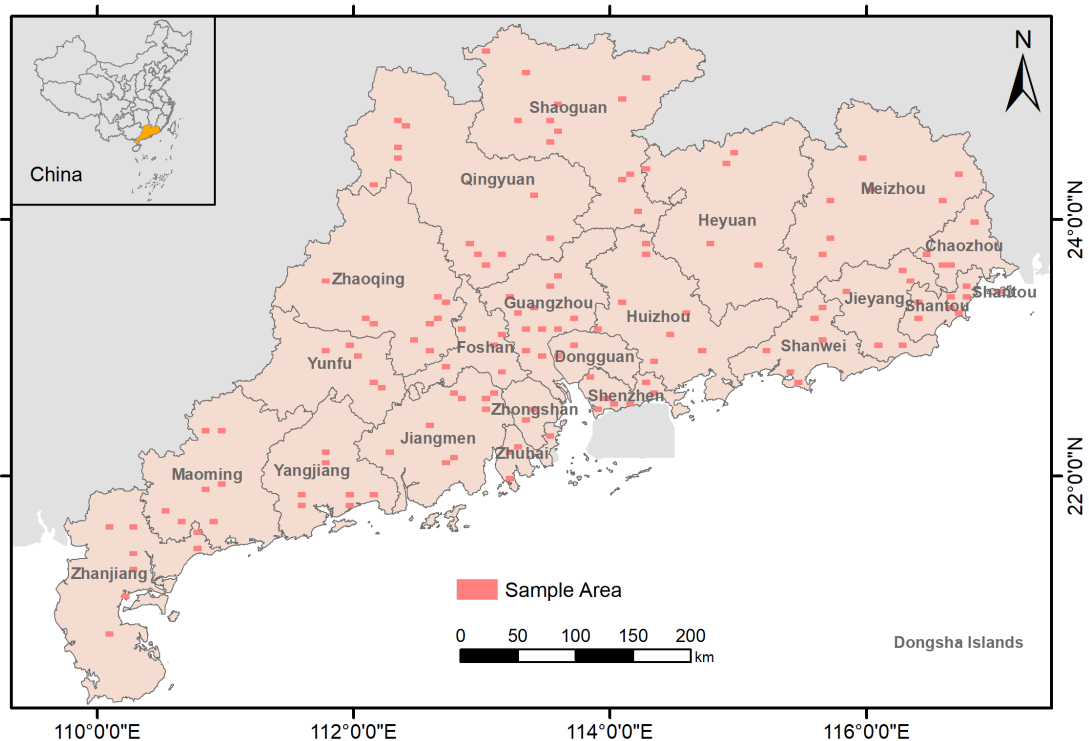 N
China
Shaoguan
Qingyuan
Meizhou
Heyuan
Chaozhou
Zhaoqing
Shantou
Jieyang
Guangzhou
Shantou
Huizhou
Foshan
Shanwei
Dongguan
Yunfu
Shenzhen
Zhongshan
Jiangmen
Zhubai
Yangjiang
Maoming
Zhanjiang
Sample Area
0 50 100 150 200
km
Dongsha Islands
24°0'0"N
22°0'0"N
110°0'0"E 112°0'0"E 114°0'0"E 116°0'0"E